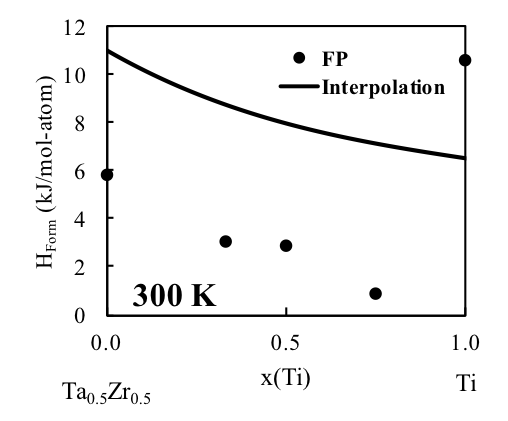 12
10
8
6
4
2
0
H_Form (kJ/mol-atom)
FP
Interpolation
300 K
0.0 0.5 1.0
x(Ti)
Ta0.5Zr0.5
Ti